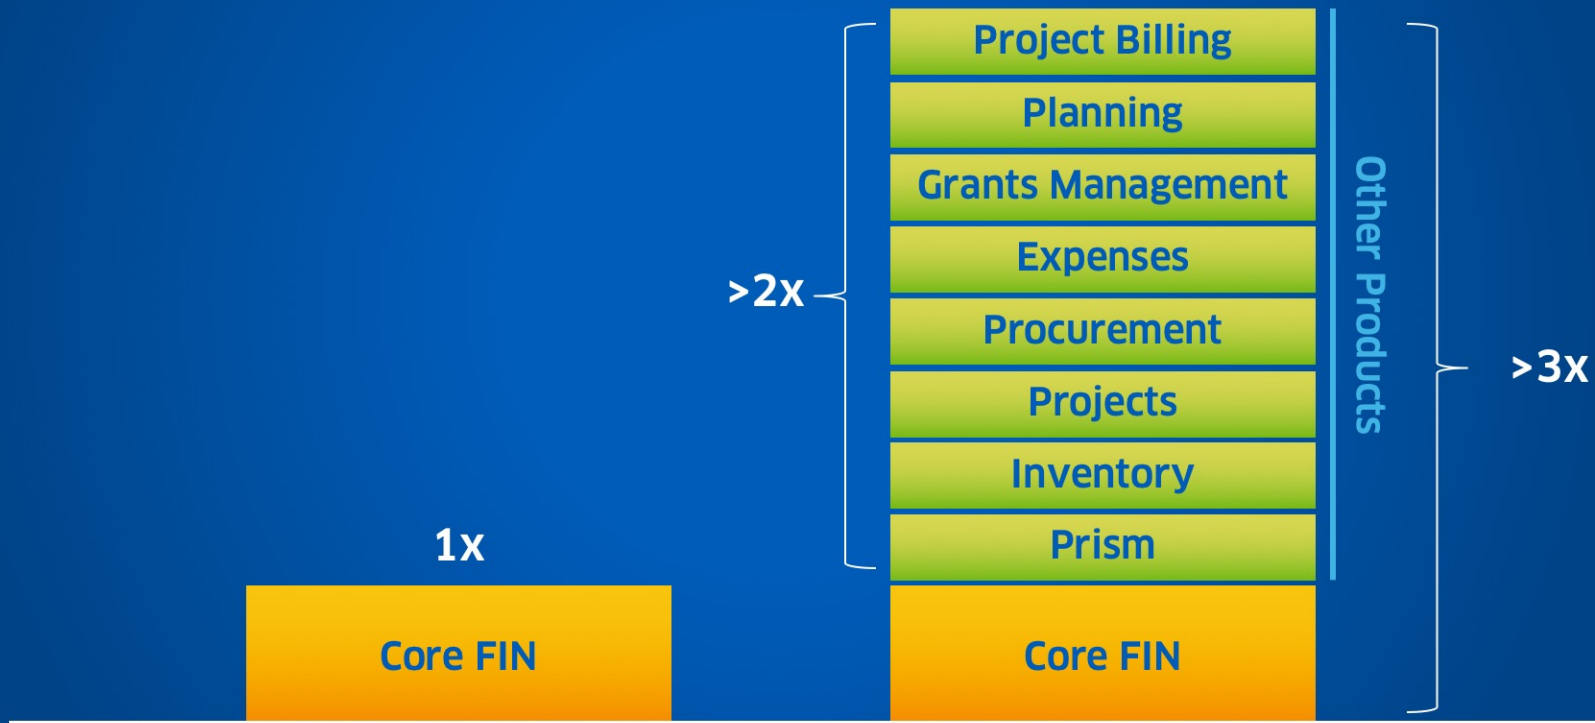 Project Billing
Planning
Grants Management
Expenses
>2x
Procurement
Projects
Inventory
Prism
Other Products
>3x
1x
Core FIN
Core FIN